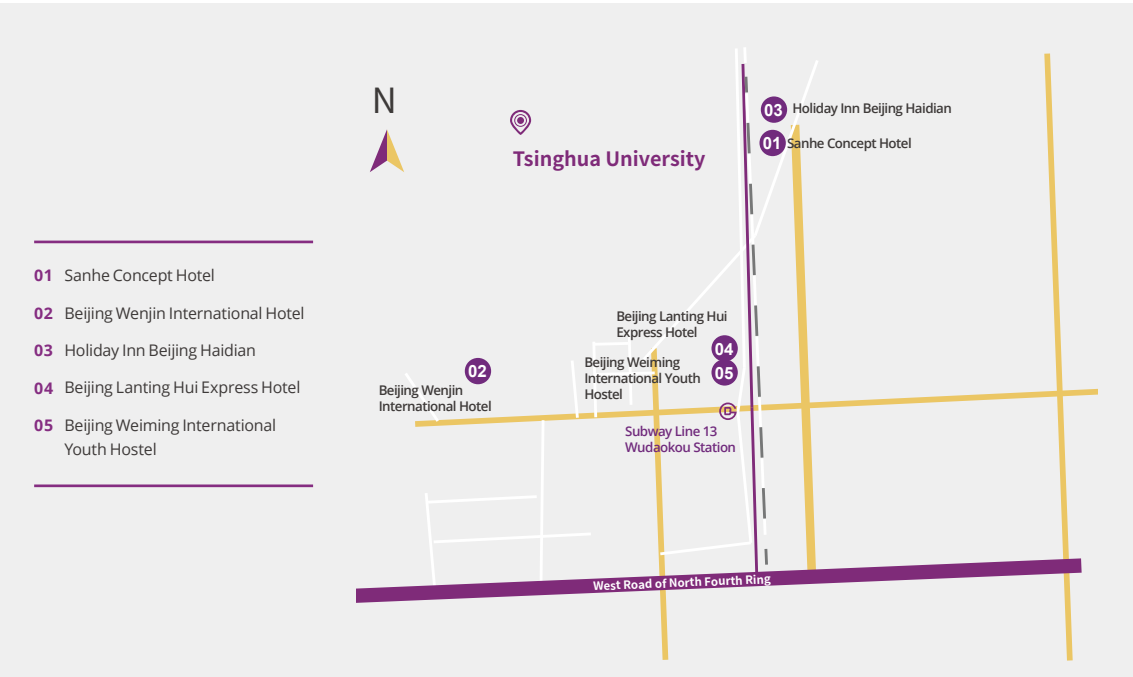 N
Tsinghua University
03 Holiday Inn Beijing Haidian
01 Sanhe Concept Hotel
01 Sanhe Concept Hotel
02 Beijing Wenjin International Hotel
03 Holiday Inn Beijing Haidian
04 Beijing Lanting Hui Express Hotel
05 Beijing Weiming International
Youth Hostel
Beijing Lanting Hui
Express Hotel
04
Beijing Weiming
International Youth
Hostel
05
02
Beijing Wenjin
International Hotel
Subway Line 13
Wudaokou Station
West Road of North Fourth Ring